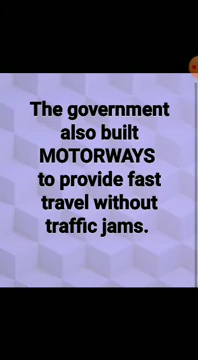 The government
also built
MOTORWAYS
to provide fast
travel without
traffic jams.